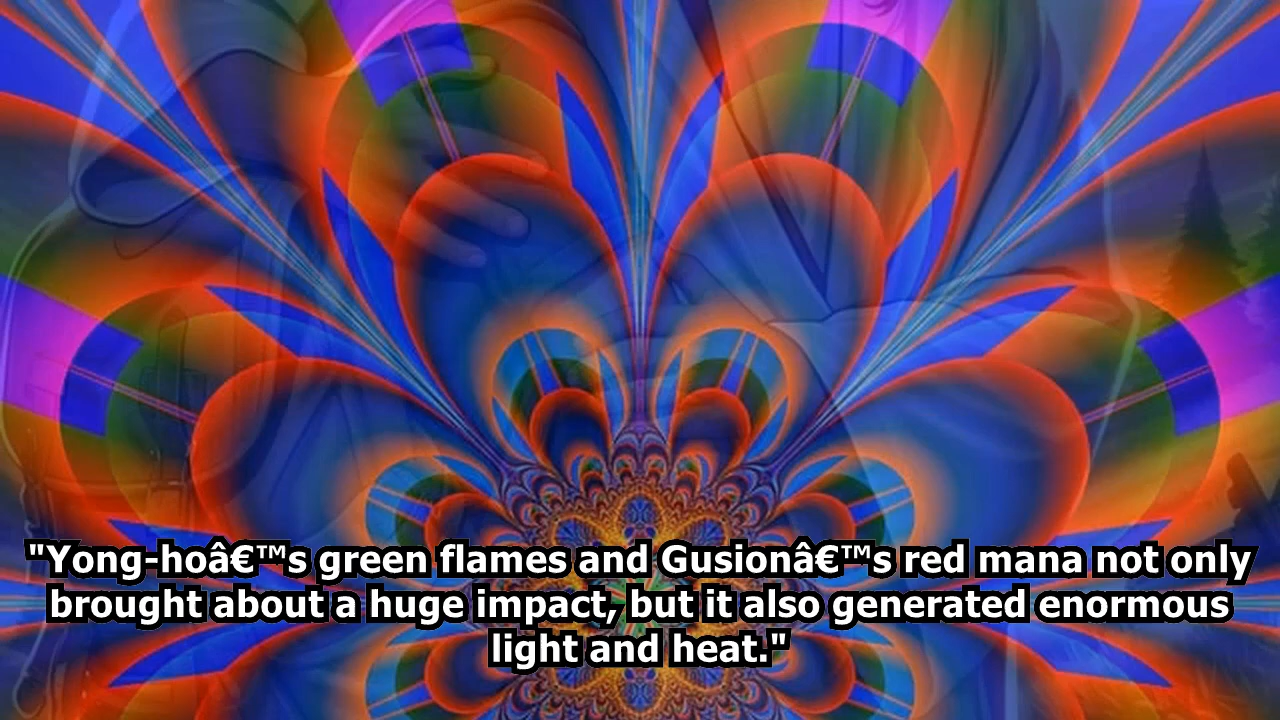 "Yong-hoâ€™s green flames and Gusionâ€™s red mana not only
brought about a huge impact, but it also generated enormous
light and heat."